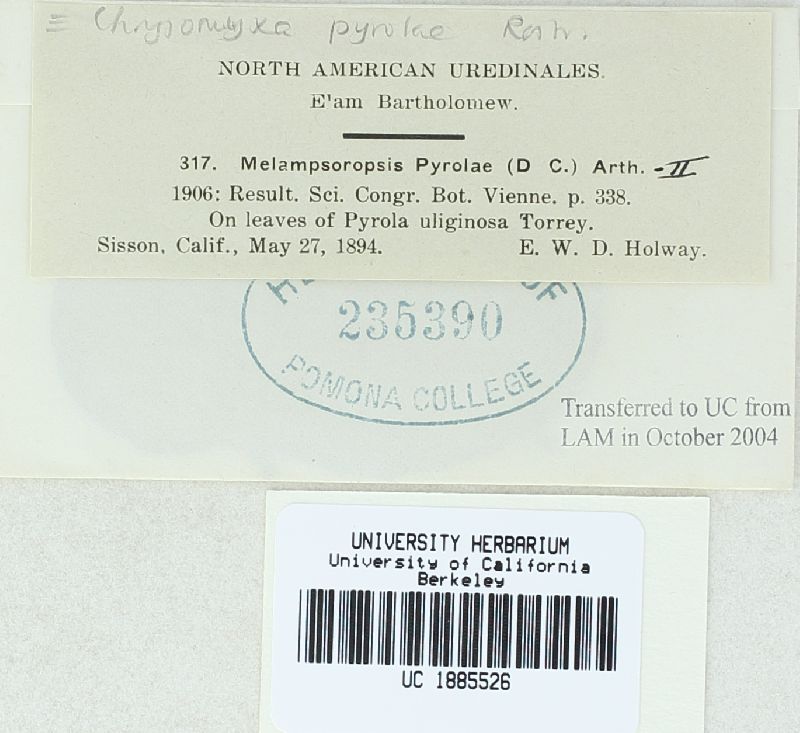 = Chrysomyxa pyrolae Rostr.
NORTH AMERICAN UREDINALES.
E'am Bartholomew.
317. Melampsoropsis Pyrolae (D C.) Arth. - II
1906: Result. Sci. Congr. Bot. Vienne. p. 338.
On leaves of Pyrola uliginosa Torrey.
Sisson, Calif., May 27, 1894. E. W. D. Holway.
OF
235390
POMONA COLLEGE
Transferred to UC from
LAM in October 2004
UNIVERSITY HERBARIUM
University of California
Berkeley
UC 1885526